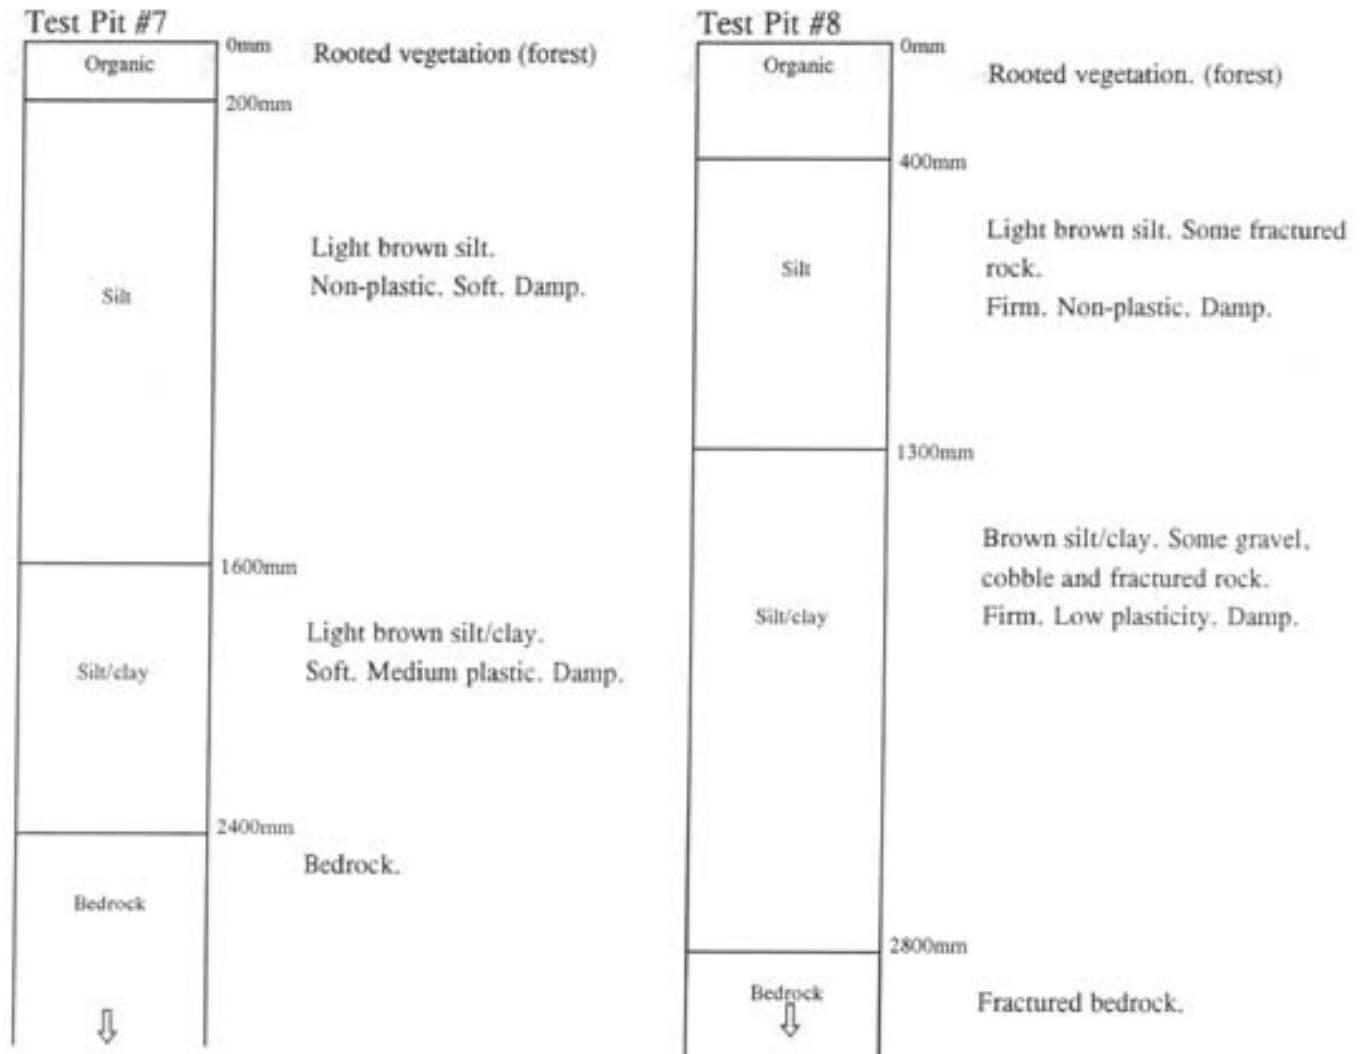 Test Pit #7
0mm
Organic
Rooted vegetation (forest)
200mm
Light brown silt.
Non-plastic. Soft. Damp.
Silt
1600mm
Light brown silt/clay.
Soft. Medium plastic. Damp.
Silt/clay
2400mm
Bedrock.
Bedrock
Test Pit #8
0mm
Organic
Rooted vegetation. (forest)
400mm
Light brown silt. Some fractured
rock.
Firm. Non-plastic. Damp.
Silt
1300mm
Brown silt/clay. Some gravel,
cobble and fractured rock.
Firm. Low plasticity. Damp.
Silt/clay
2800mm
Bedrock
Fractured bedrock.